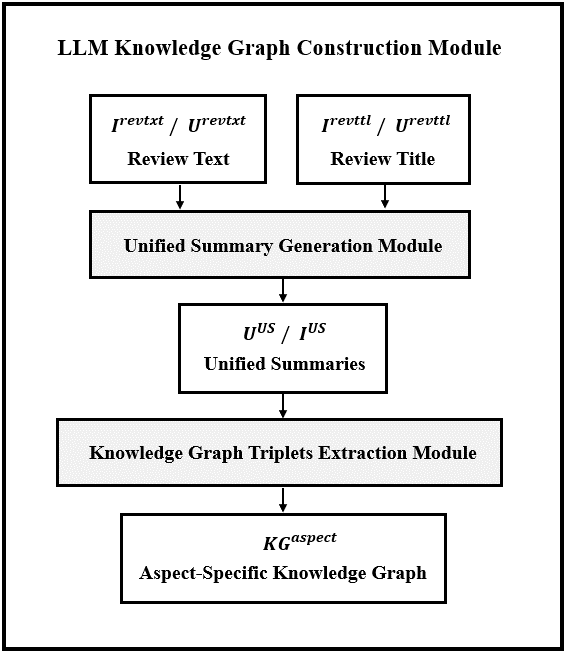 LLM Knowledge Graph Construction Module
I^revtxt / U^revtxt
Review Text
I^revttl / U^revttl
Review Title
Unified Summary Generation Module
U^US / I^US
Unified Summaries
Knowledge Graph Triplets Extraction Module
KG^aspect
Aspect-Specific Knowledge Graph